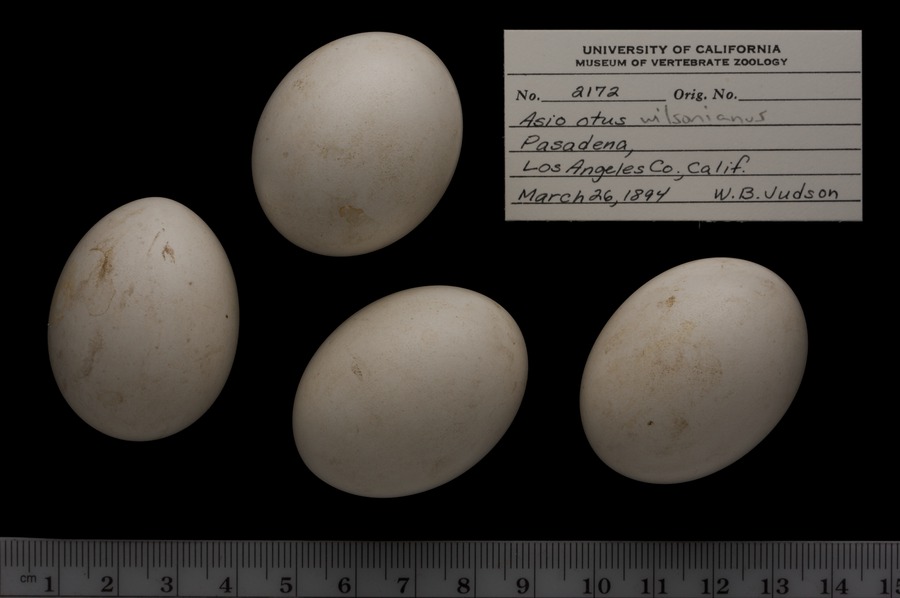 UNIVERSITY OF CALIFORNIA
MUSEUM OF VERTEBRATE ZOOLOGY
No. 2172 Orig. No.
Asio otus wilsonianus
Pasadena,
Los Angeles Co., Calif.
March 26, 1894 W. B. Judson
cm 1 2 3 4 5 6 7 8 9 10 11 12 13 14 15